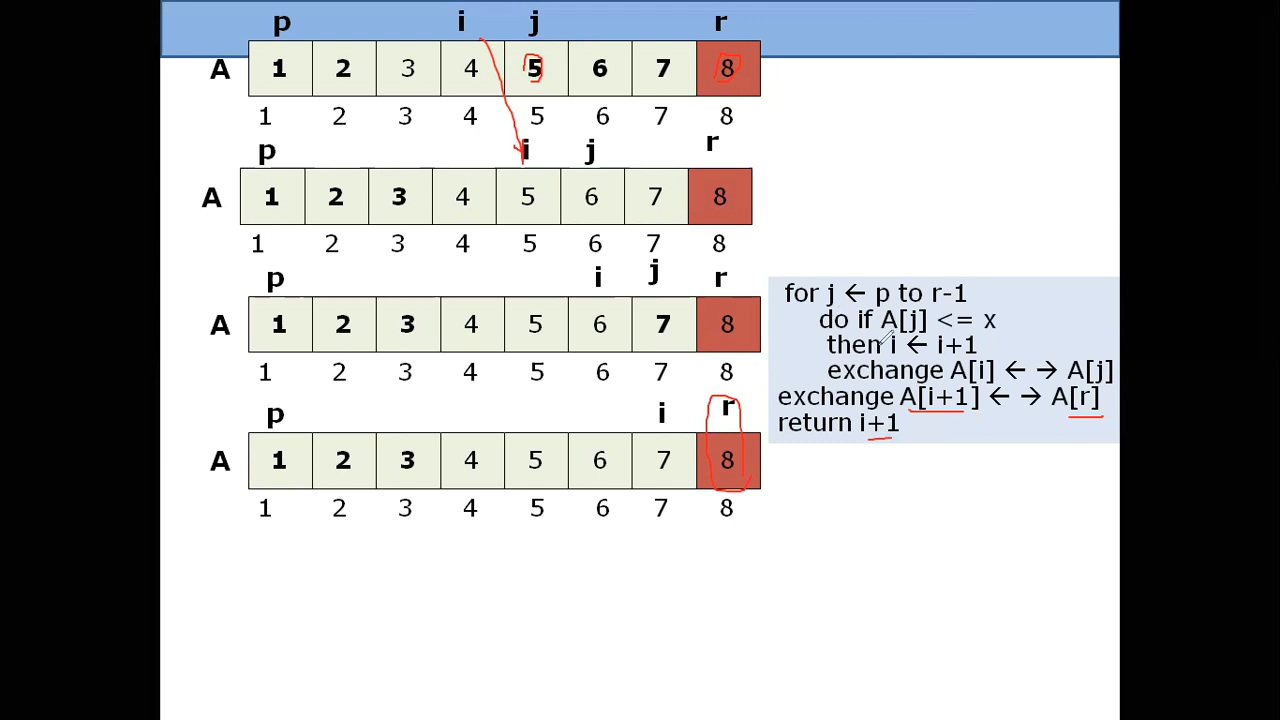 p i j r
A 1 2 3 4 5 6 7 8
1 2 3 4 5 6 7 8
p i j r
A 1 2 3 4 5 6 7 8
1 2 3 4 5 6 7 8
p i j r
A 1 2 3 4 5 6 7 8
1 2 3 4 5 6 7 8
p i r
A 1 2 3 4 5 6 7 8
1 2 3 4 5 6 7 8
for j ← p to r-1
do if A[j] <= x
then i ← i+1
exchange A[i] ← → A[j]
exchange A[i+1] ← → A[r]
return i+1